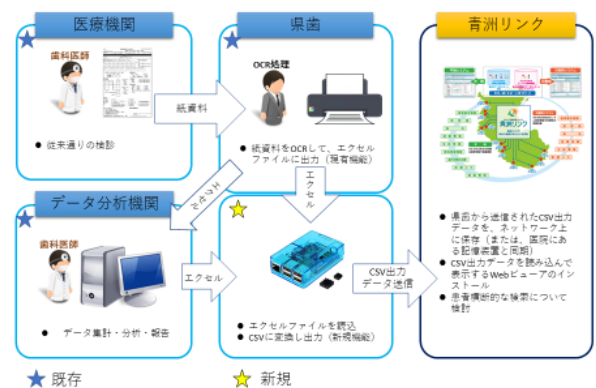 医療機関
歯科医師
● 従来通りの検診
紙資料
県歯
OCR処理
● 紙資料をOCRして、エクセル
ファイルに出力（現有機能）
エクセル
エクセル
データ分析機関
歯科医師
● データ集計・分析・報告
エクセル
● エクセルファイルを読込
● CSVに変換し出力（新規機能）
CSV出力
データ送信
青洲リンク
青洲リンク
● 県歯から送信されたCSV出力
データを、ネットワーク上
に保存（または、医院にあ
る記憶装置と同期）
● CSV出力データを読み込んで
表示するWebビューアのイン
ストール
● 患者横断的な検索について
検討
既存
新規